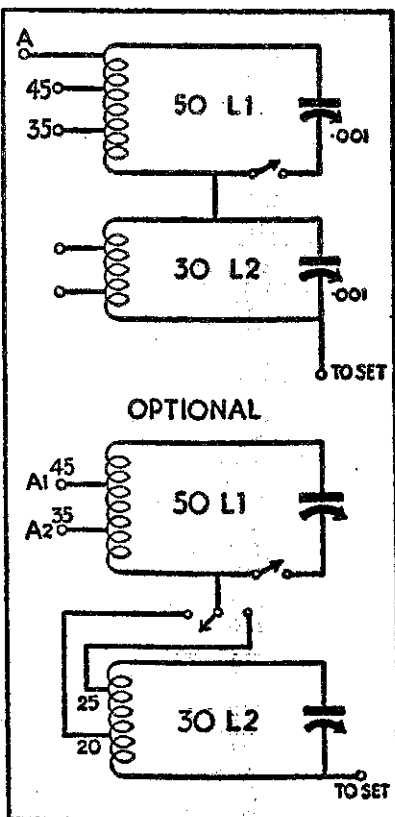 A
45
50 L1
35
.001
30 L2
.001
TO SET
OPTIONAL
45
A1
50 L1
35
A2
25
30 L2
20
TO SET